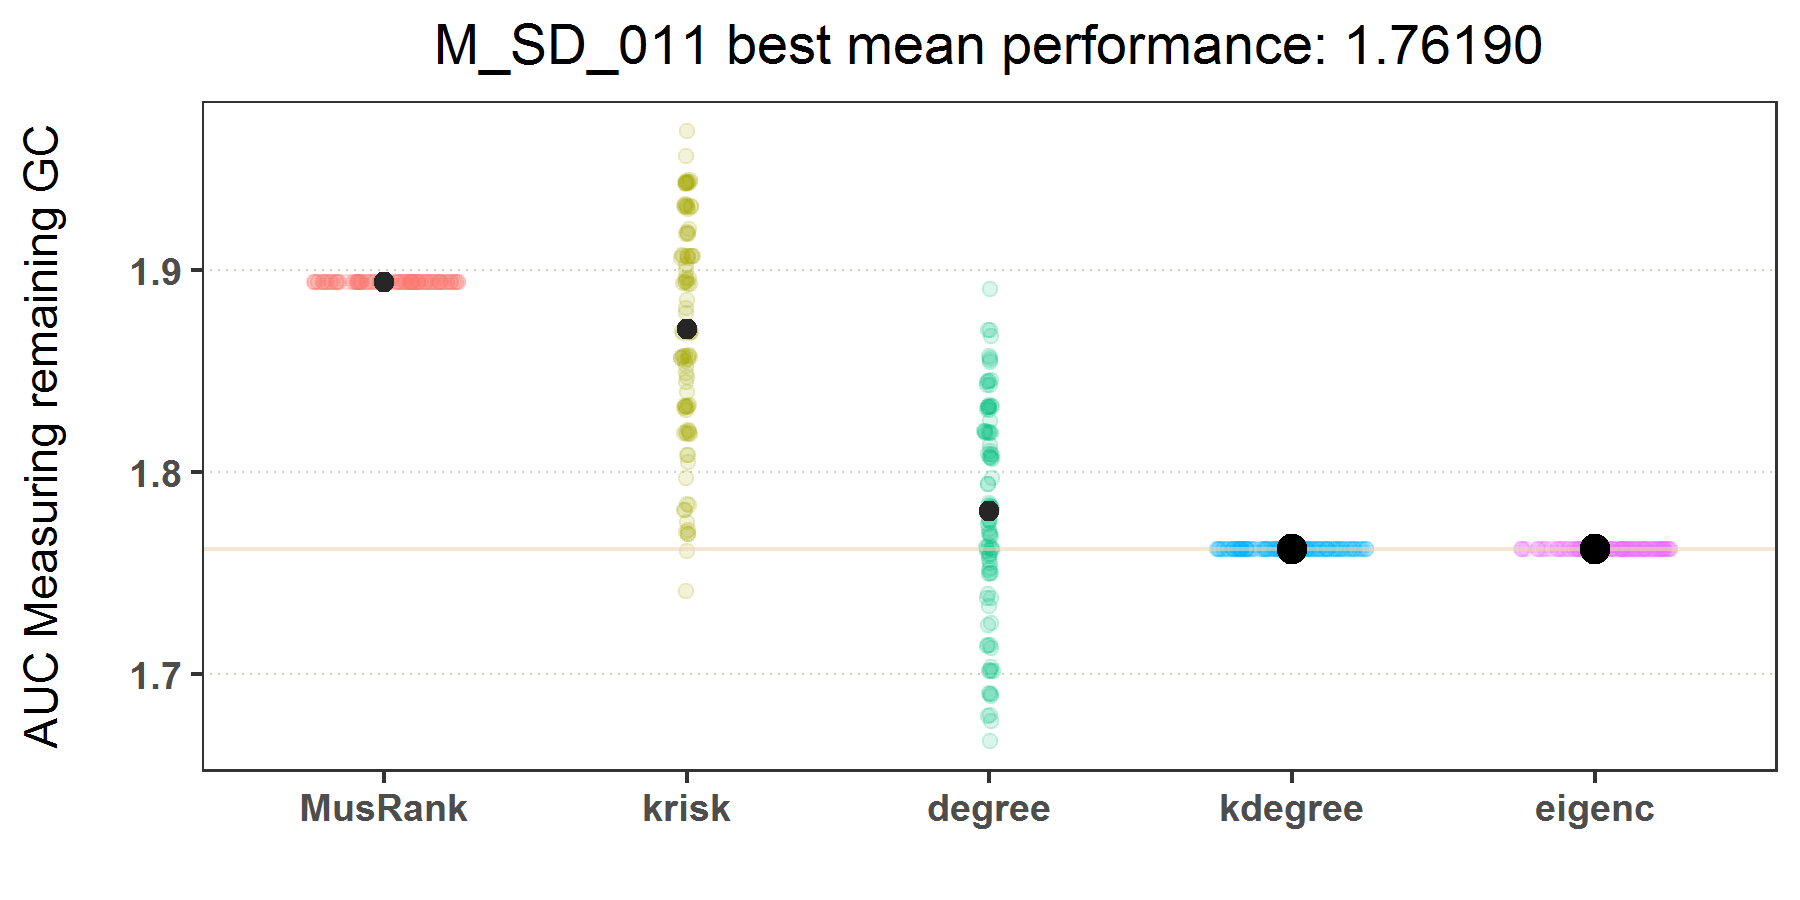 M_SD_011 best mean performance: 1.76190
AUC Measuring remaining GC
1.9
1.8
1.7
MusRank krisk degree kdegree eigenc